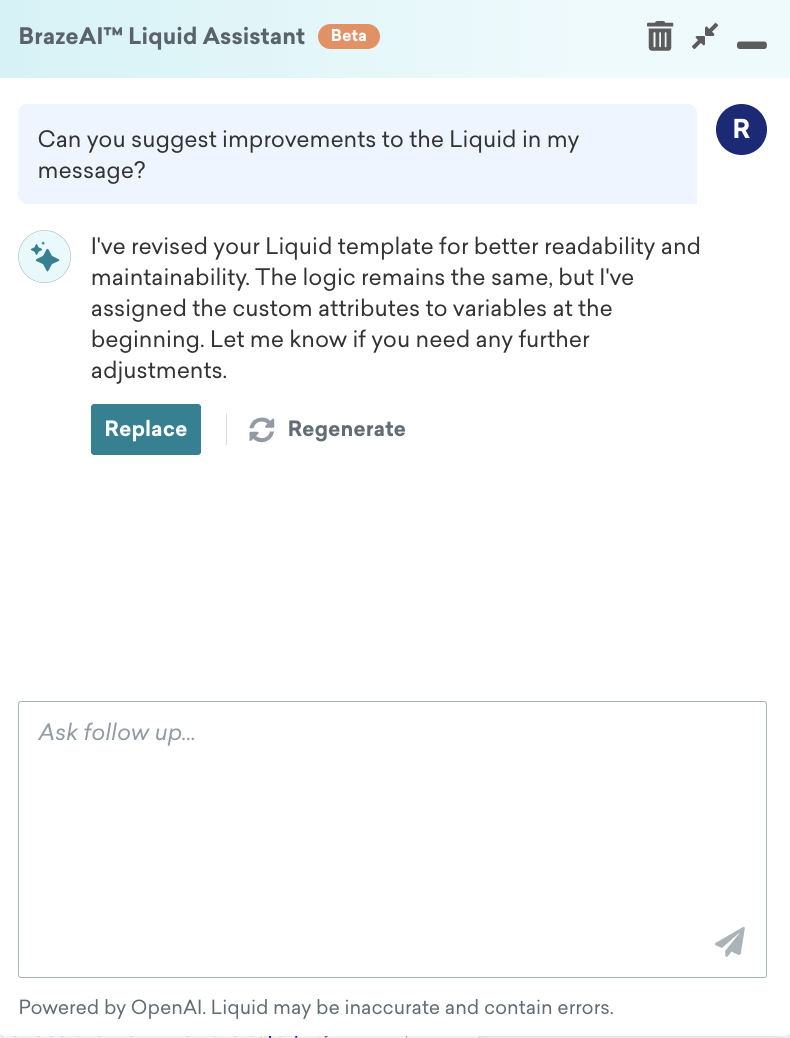 BrazeAI™ Liquid Assistant Beta
Can you suggest improvements to the Liquid in my
message?
R
I've revised your Liquid template for better readability and
maintainability. The logic remains the same, but I've
assigned the custom attributes to variables at the
beginning. Let me know if you need any further
adjustments.
Replace
Regenerate
Ask follow up...
Powered by OpenAI. Liquid may be inaccurate and contain errors.